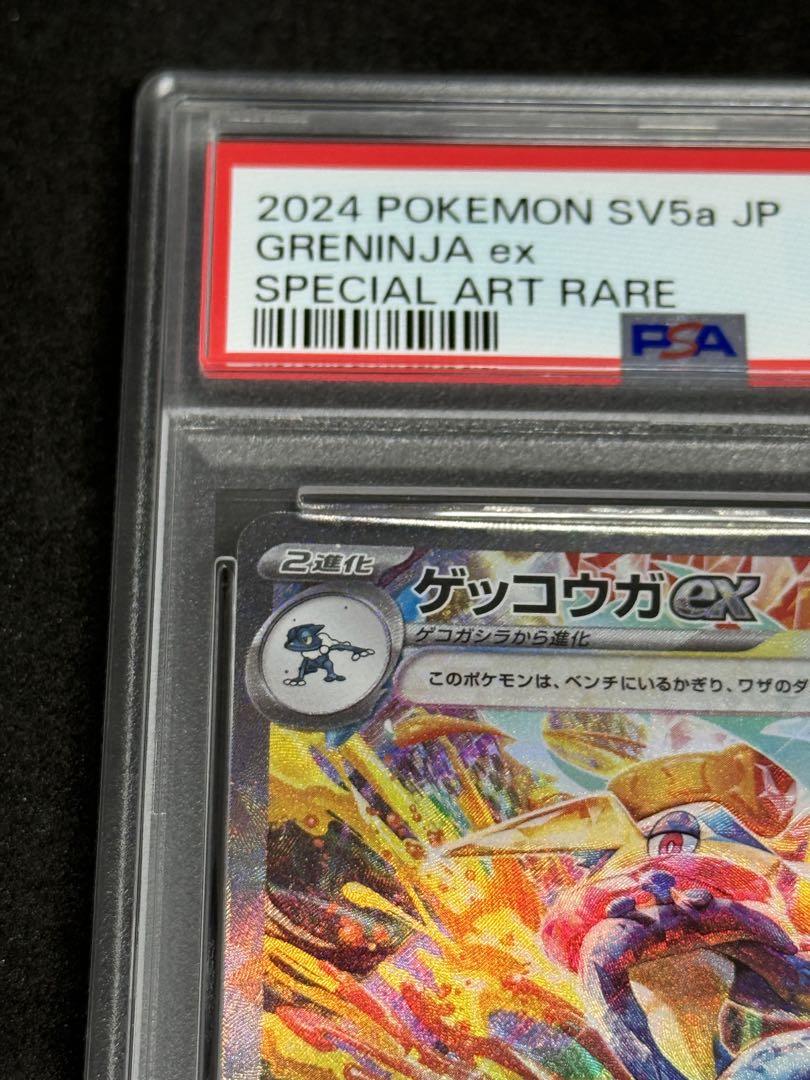 2024 POKEMON SV5a JP
GRENINJA ex
SPECIAL ART RARE
PSA
2進化
ゲッコウガex
ゲコガシラから進化
このポケモンは、ベンチにいるかぎり、ワザのダ